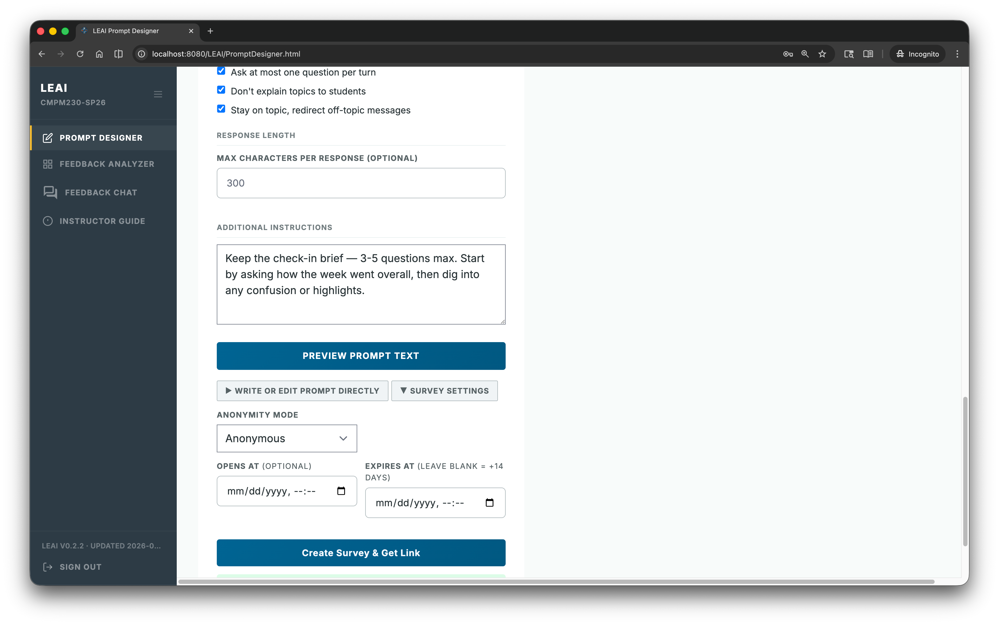 LEAI Prompt Designer
localhost:8080/LEAI/PromptDesigner.html
Incognito
LEAI
CMPM230-SP26
PROMPT DESIGNER
FEEDBACK ANALYZER
FEEDBACK CHAT
INSTRUCTOR GUIDE
LEAI V0.2.2 · UPDATED 2026-0...
SIGN OUT
Ask at most one question per turn
Don't explain topics to students
Stay on topic, redirect off-topic messages
RESPONSE LENGTH
MAX CHARACTERS PER RESPONSE (OPTIONAL)
300
ADDITIONAL INSTRUCTIONS
Keep the check-in brief — 3-5 questions max. Start
by asking how the week went overall, then dig into
any confusion or highlights.
PREVIEW PROMPT TEXT
▶ WRITE OR EDIT PROMPT DIRECTLY
▼ SURVEY SETTINGS
ANONYMITY MODE
Anonymous
OPENS AT (OPTIONAL)
mm/dd/yyyy, --:--
EXPIRES AT (LEAVE BLANK = +14
DAYS)
mm/dd/yyyy, --:--
Create Survey & Get Link